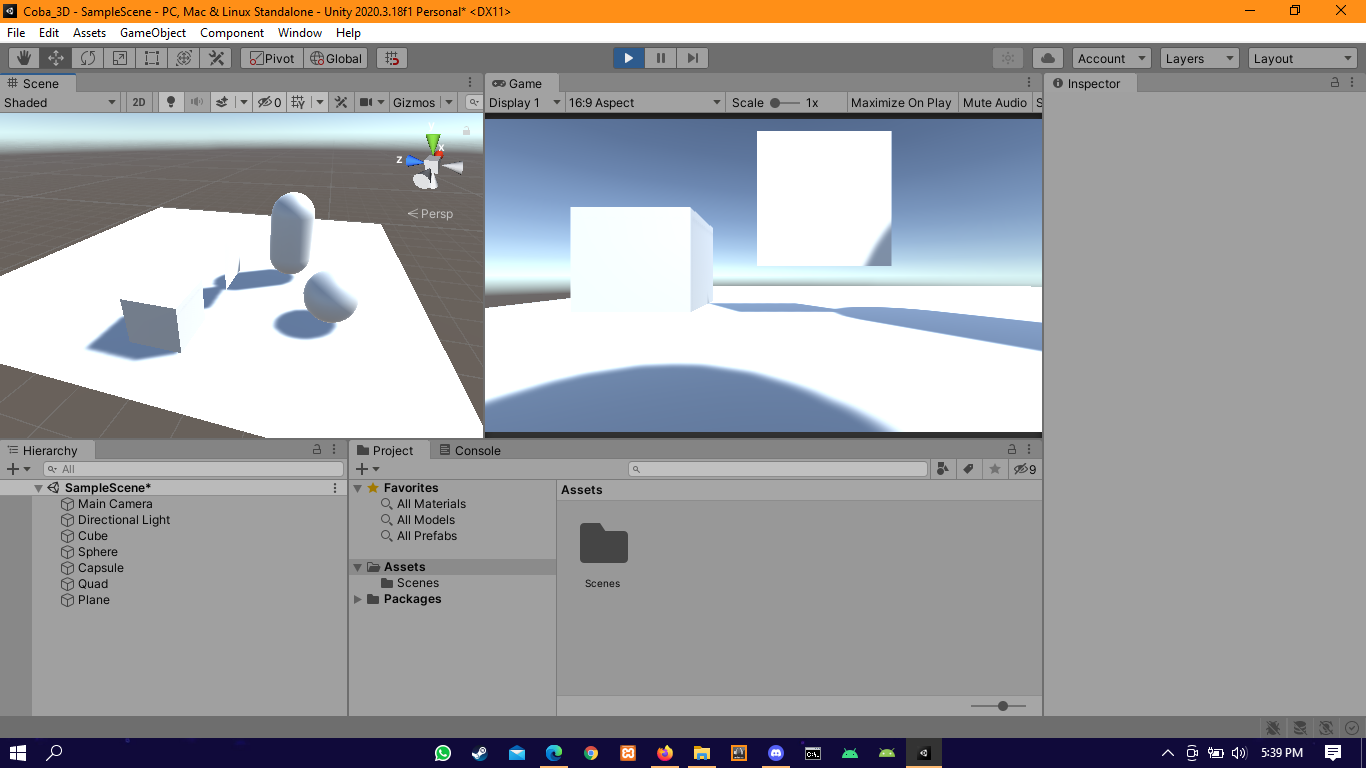 Coba_3D - SampleScene - PC, Mac & Linux Standalone - Unity 2020.3.18f1 Personal* <DX11>
File Edit Assets GameObject Component Window Help
Pivot Global Account Layers Layout
Scene Game Inspector
Shaded 2D 0 Gizmos Display 1 16:9 Aspect Scale 1x Maximize On Play Mute Audio S
x
z
Persp
Hierarchy Project Console
All 9
SampleScene* Favorites Assets
Main Camera All Materials
Directional Light All Models
Cube All Prefabs
Sphere
Capsule Assets
Quad Scenes Scenes
Plane Packages
5:39 PM